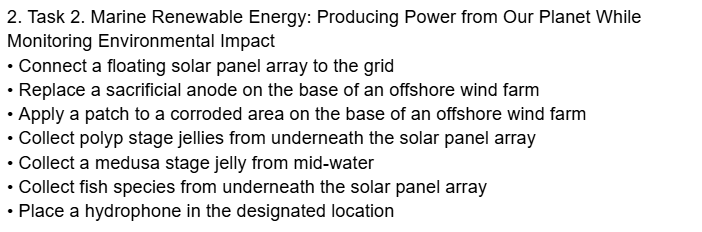 2. Task 2. Marine Renewable Energy: Producing Power from Our Planet While
Monitoring Environmental Impact
• Connect a floating solar panel array to the grid
• Replace a sacrificial anode on the base of an offshore wind farm
• Apply a patch to a corroded area on the base of an offshore wind farm
• Collect polyp stage jellies from underneath the solar panel array
• Collect a medusa stage jelly from mid-water
• Collect fish species from underneath the solar panel array
• Place a hydrophone in the designated location